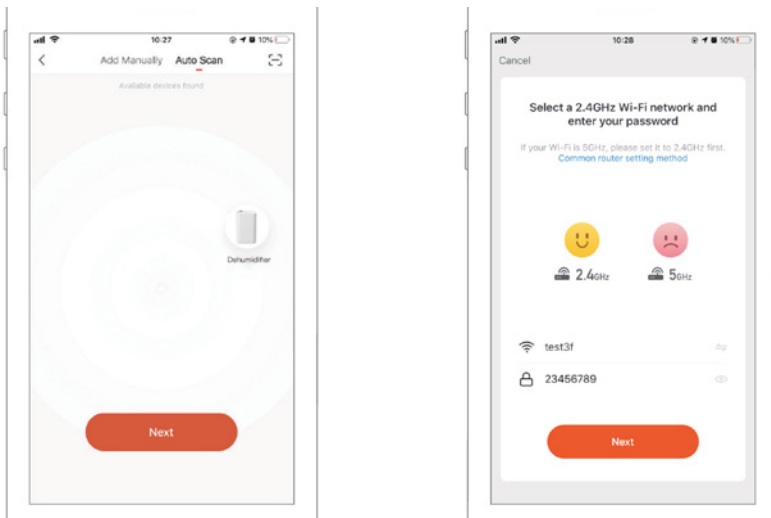 10:27
10%
Add Manually Auto Scan
Available devices found
Dehumidifier
Next
10:28
10%
Cancel
Select a 2.4GHz Wi-Fi network and
enter your password
If your Wi-Fi is 5GHz, please set it to 2.4GHz first.
Common router setting method
2.4GHz 5GHz
test3f
23456789
Next